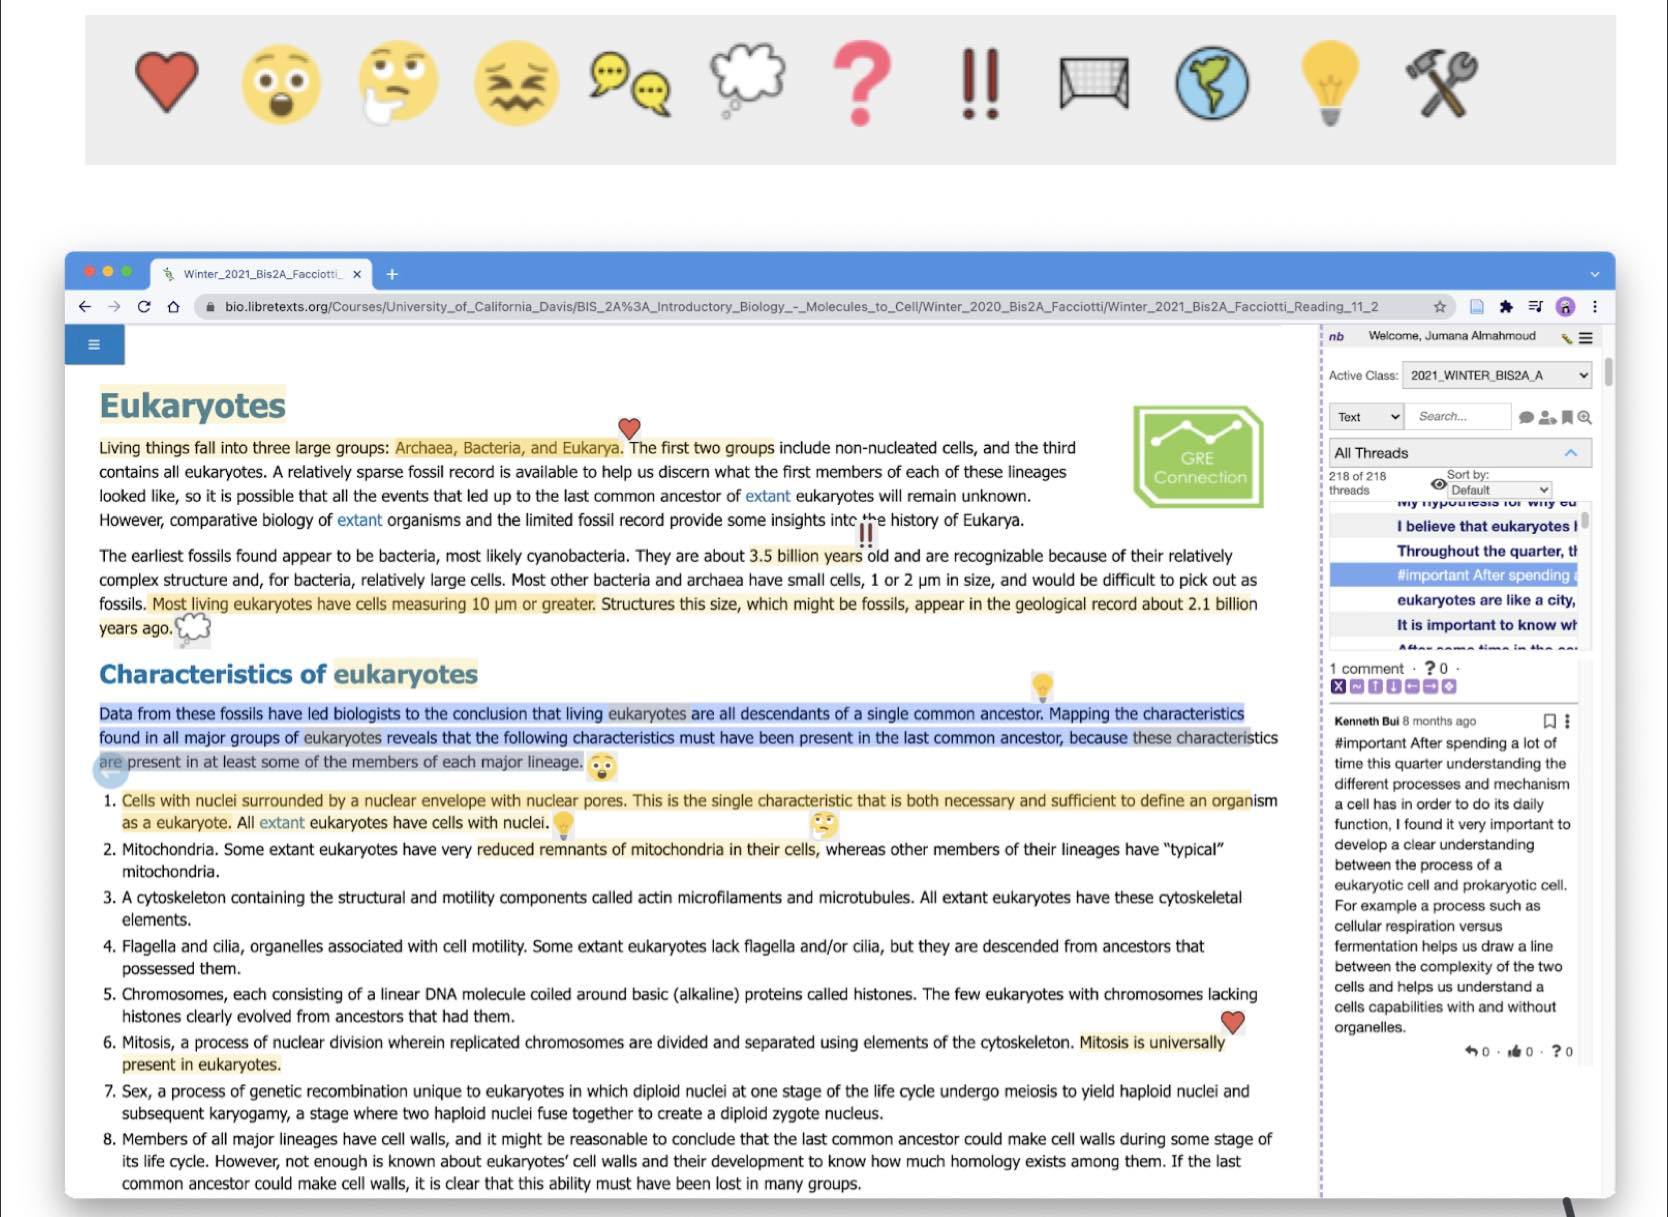 Winter_2021_Bis2A_Facciotti_
bio.libretexts.org/Courses/University_of_California_Davis/BIS_2A%3A_Introductory_Biology_-_Molecules_to_Cell/Winter_2020_Bis2A_Facciotti/Winter_2021_Bis2A_Facciotti_Reading_11_2
Eukaryotes
Living things fall into three large groups: Archaea, Bacteria, and Eukarya. The first two groups include non-nucleated cells, and the third
contains all eukaryotes. A relatively sparse fossil record is available to help us discern what the first members of each of these lineages
looked like, so it is possible that all the events that led up to the last common ancestor of extant eukaryotes will remain unknown.
However, comparative biology of extant organisms and the limited fossil record provide some insights into the history of Eukarya.
GRE
Connection
The earliest fossils found appear to be bacteria, most likely cyanobacteria. They are about 3.5 billion years old and are recognizable because of their relatively
complex structure and, for bacteria, relatively large cells. Most other bacteria and archaea have small cells, 1 or 2 µm in size, and would be difficult to pick out as
fossils. Most living eukaryotes have cells measuring 10 µm or greater. Structures this size, which might be fossils, appear in the geological record about 2.1 billion
years ago.
Characteristics of eukaryotes
Data from these fossils have led biologists to the conclusion that living eukaryotes are all descendants of a single common ancestor. Mapping the characteristics
found in all major groups of eukaryotes reveals that the following characteristics must have been present in the last common ancestor, because these characteristics
are present in at least some of the members of each major lineage.
1. Cells with nuclei surrounded by a nuclear envelope with nuclear pores. This is the single characteristic that is both necessary and sufficient to define an organism
as a eukaryote. All extant eukaryotes have cells with nuclei.
2. Mitochondria. Some extant eukaryotes have very reduced remnants of mitochondria in their cells, whereas other members of their lineages have “typical”
mitochondria.
3. A cytoskeleton containing the structural and motility components called actin microfilaments and microtubules. All extant eukaryotes have these cytoskeletal
elements.
4. Flagella and cilia, organelles associated with cell motility. Some extant eukaryotes lack flagella and/or cilia, but they are descended from ancestors that
possessed them.
5. Chromosomes, each consisting of a linear DNA molecule coiled around basic (alkaline) proteins called histones. The few eukaryotes with chromosomes lacking
histones clearly evolved from ancestors that had them.
6. Mitosis, a process of nuclear division wherein replicated chromosomes are divided and separated using elements of the cytoskeleton. Mitosis is universally
present in eukaryotes.
7. Sex, a process of genetic recombination unique to eukaryotes in which diploid nuclei at one stage of the life cycle undergo meiosis to yield haploid nuclei and
subsequent karyogamy, a stage where two haploid nuclei fuse together to create a diploid zygote nucleus.
8. Members of all major lineages have cell walls, and it might be reasonable to conclude that the last common ancestor could make cell walls during some stage of
its life cycle. However, not enough is known about eukaryotes’ cell walls and their development to know how much homology exists among them. If the last
common ancestor could make cell walls, it is clear that this ability must have been lost in many groups.
nb Welcome, Jumana Almahmoud
Active Class: 2021_WINTER_BIS2A_A
Text Search...
All Threads
218 of 218
threads
Sort by:
Default
My hypothesis for why eu
I believe that eukaryotes
Throughout the quarter, th
#important After spending a
eukaryotes are like a city,
It is important to know wh
1 comment · ? 0 ·
Kenneth Bui 8 months ago
#important After spending a lot of
time this quarter understanding the
different processes and mechanism
a cell has in order to do its daily
function, I found it very important to
develop a clear understanding
between the process of a
eukaryotic cell and prokaryotic cell.
For example a process such as
cellular respiration versus
fermentation helps us draw a line
between the complexity of the two
cells and helps us understand a
cells capabilities with and without
organelles.
0 · 0 · ? 0